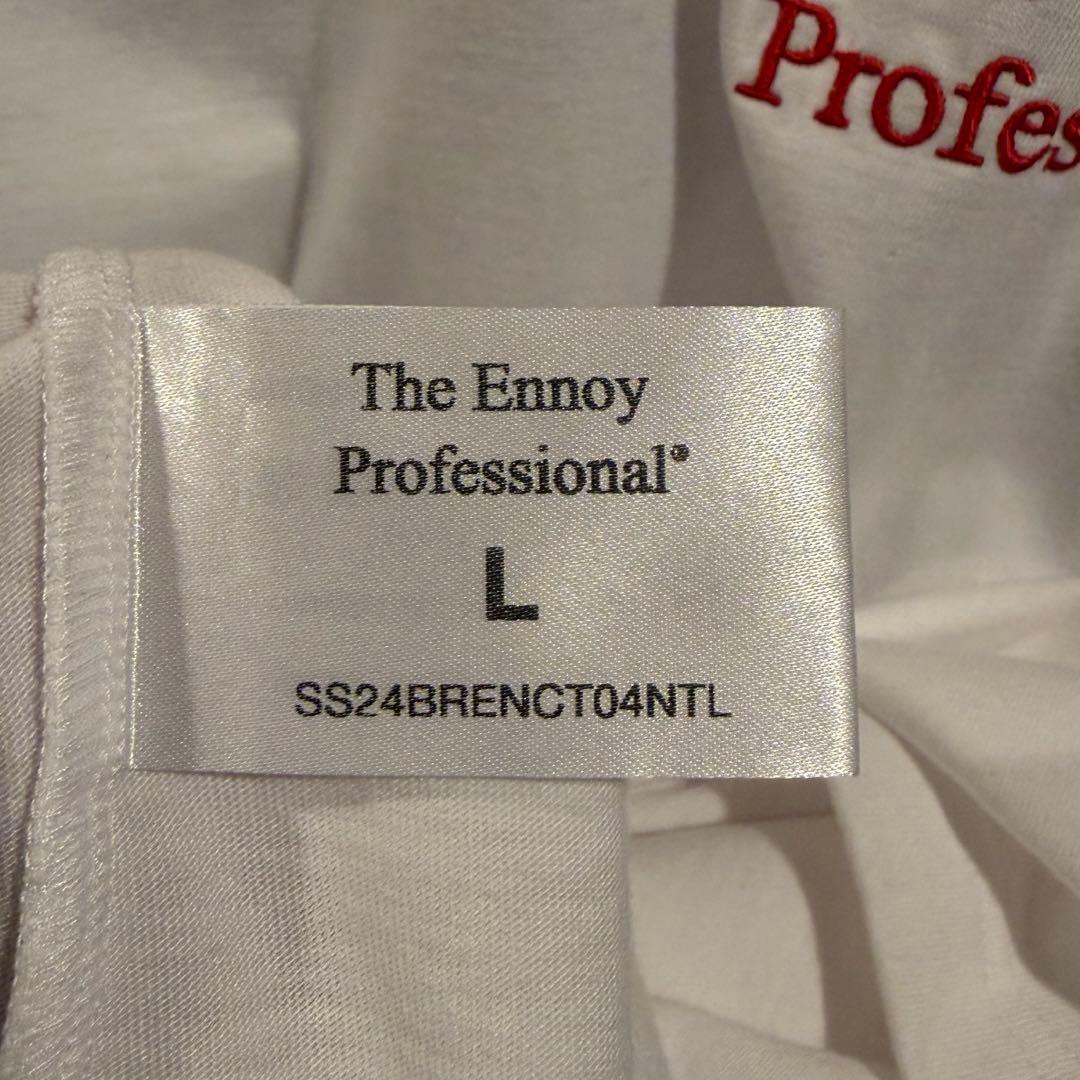 Profes
The Ennoy
Professional®
L
SS24BRENCT04NTL